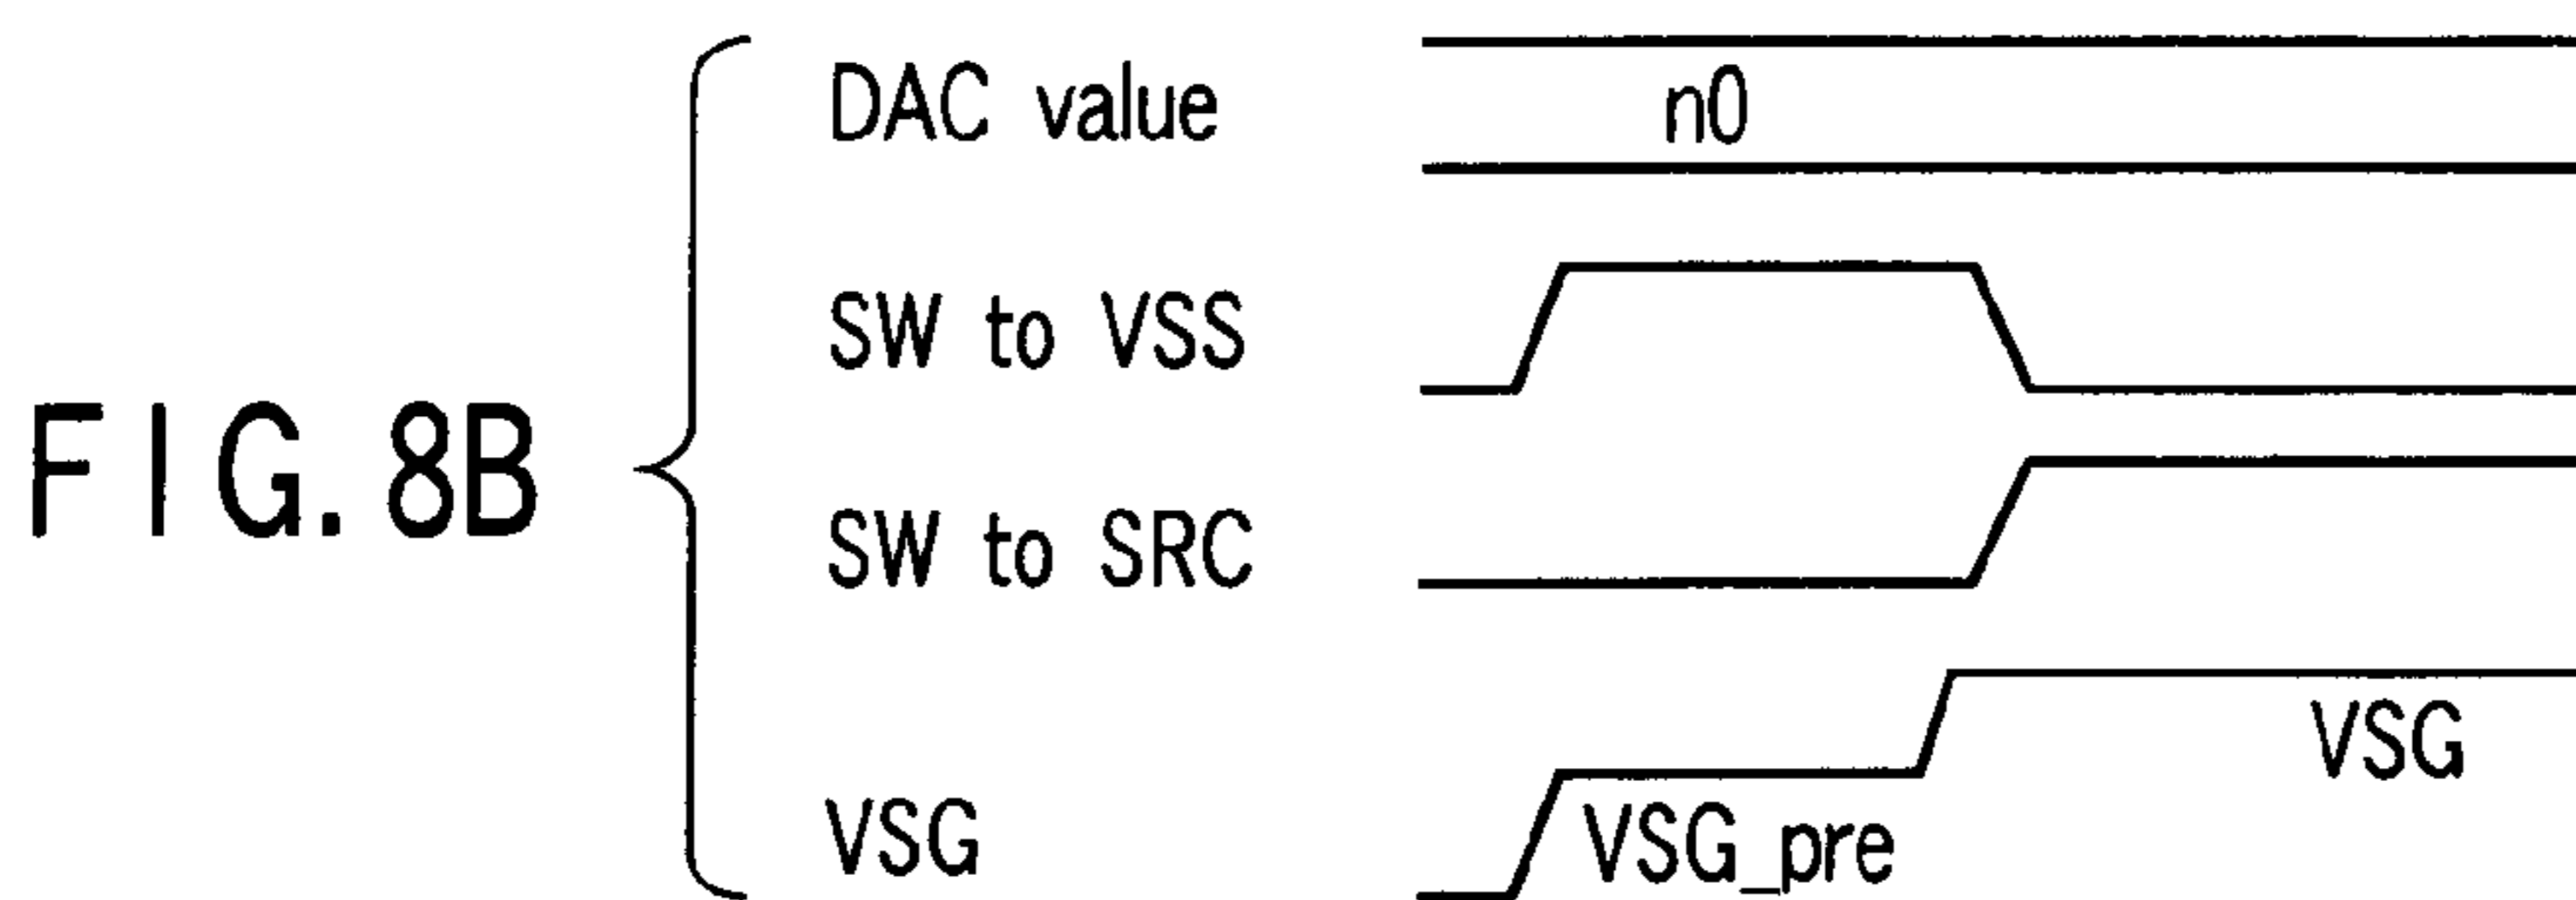 FIG. 8B
DAC value
n0
SW to VSS
SW to SRC
VSG
VSG_pre
VSG